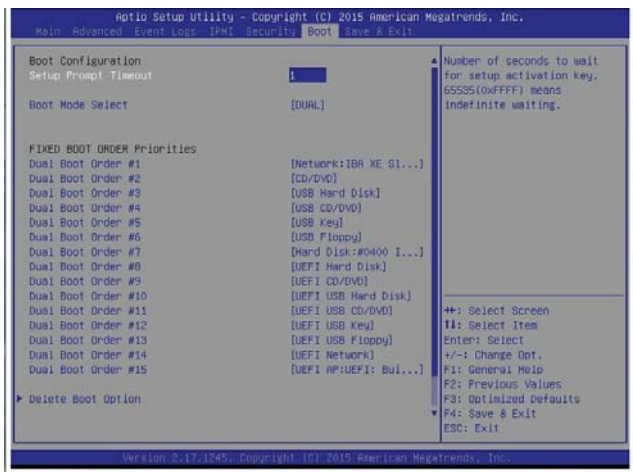 Aptio Setup Utility - Copyright (C) 2015 American Megatrends, Inc.
Main Advanced Event Logs IPMI Security Boot Save & Exit
Boot Configuration
Setup Prompt Timeout 1
Boot Mode Select [DUAL]
FIXED BOOT ORDER Priorities
Dual Boot Order #1 [Network:IBA XE Sl...]
Dual Boot Order #2 [CD/DVD]
Dual Boot Order #3 [USB Hard Disk]
Dual Boot Order #4 [USB CD/DVD]
Dual Boot Order #5 [USB Key]
Dual Boot Order #6 [USB Floppy]
Dual Boot Order #7 [Hard Disk:#0400 I...]
Dual Boot Order #8 [UEFI Hard Disk]
Dual Boot Order #9 [UEFI CD/DVD]
Dual Boot Order #10 [UEFI USB Hard Disk]
Dual Boot Order #11 [UEFI USB CD/DVD]
Dual Boot Order #12 [UEFI USB Key]
Dual Boot Order #13 [UEFI USB Floppy]
Dual Boot Order #14 [UEFI Network]
Dual Boot Order #15 [UEFI AP:UEFI: Bui...]
Delete Boot Option
Number of seconds to wait
for setup activation key.
65535(0xFFFF) means
indefinite waiting.
→←: Select Screen
↑↓: Select Item
Enter: Select
+/-: Change Opt.
F1: General Help
F2: Previous Values
F3: Optimized Defaults
F4: Save & Exit
ESC: Exit
Version 2.17.1245. Copyright (C) 2015 American Megatrends, Inc.